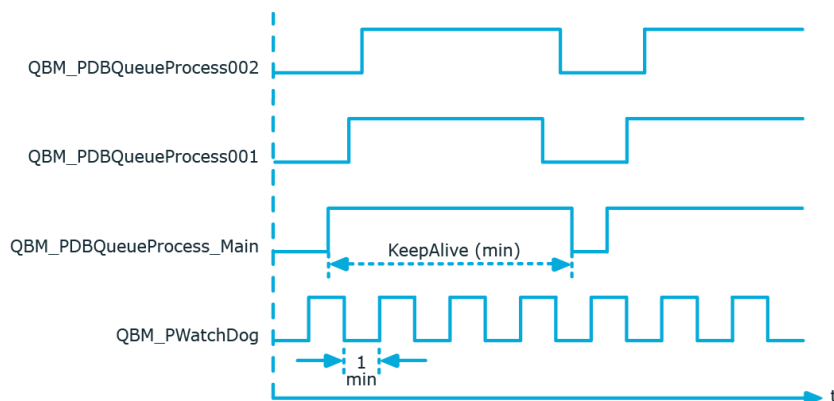 QBM_PDBQueueProcess002
QBM_PDBQueueProcess001
QBM_PDBQueueProcess_Main
KeepAlive (min)
QBM_PWatchDog
1
min
t